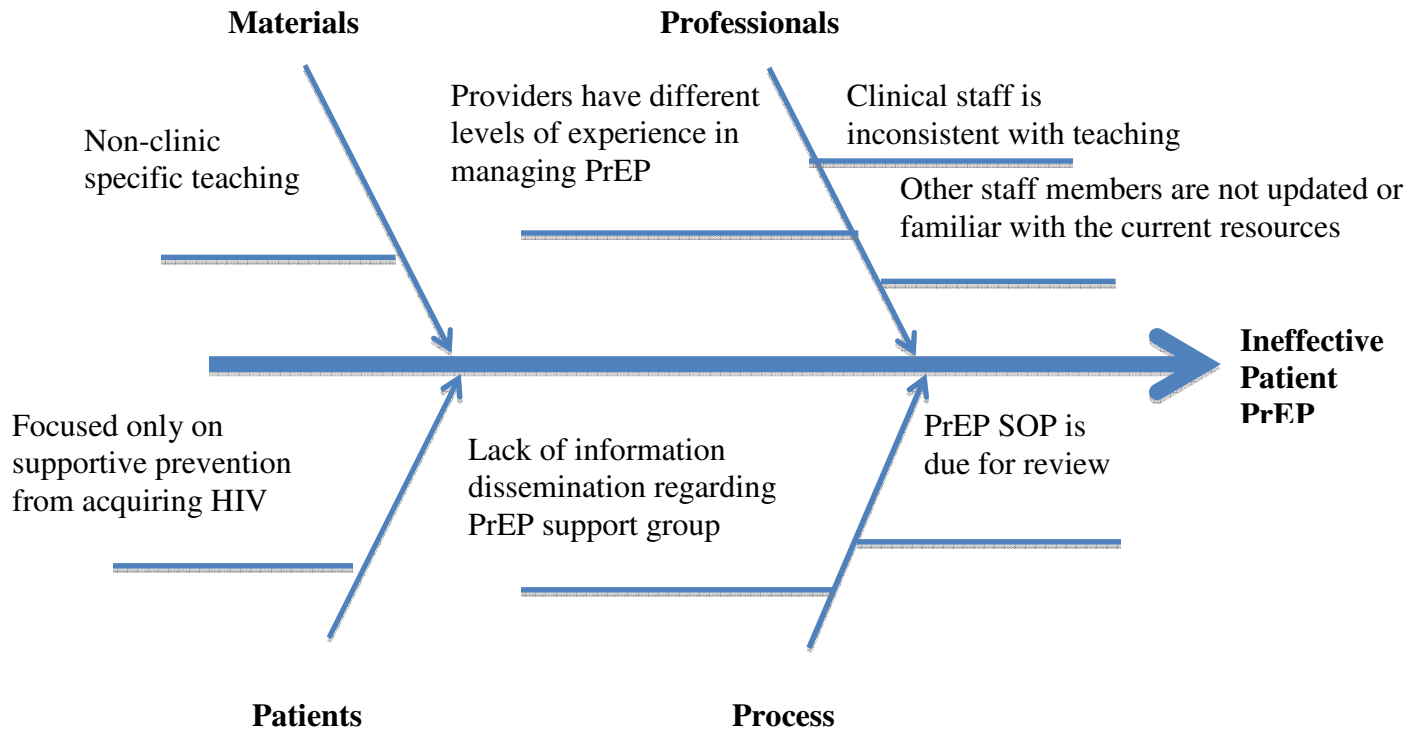 Materials
Professionals
Non-clinic
specific teaching
Providers have different
levels of experience in
managing PrEP
Clinical staff is
inconsistent with teaching
Other staff members are not updated or
familiar with the current resources
Ineffective
Patient
PrEP
Focused only on
supportive prevention
from acquiring HIV
Lack of information
dissemination regarding
PrEP support group
PrEP SOP is
due for review
Patients
Process